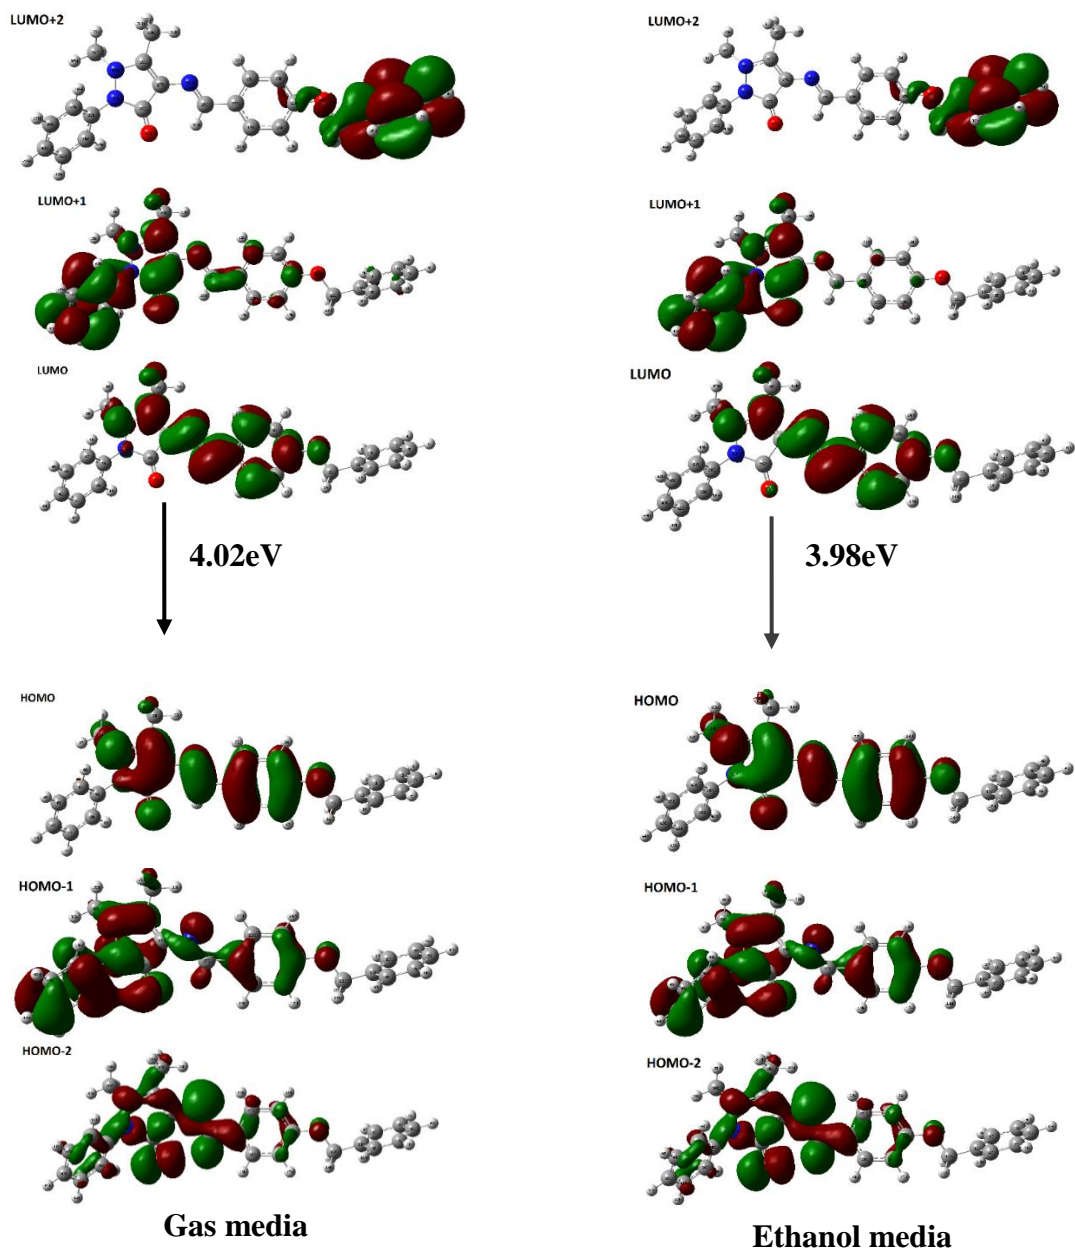 LUMO+2
LUMO+1
LUMO
4.02eV
HOMO
HOMO-1
HOMO-2
Gas media
LUMO+2
LUMO+1
LUMO
3.98eV
HOMO
HOMO-1
HOMO-2
Ethanol media